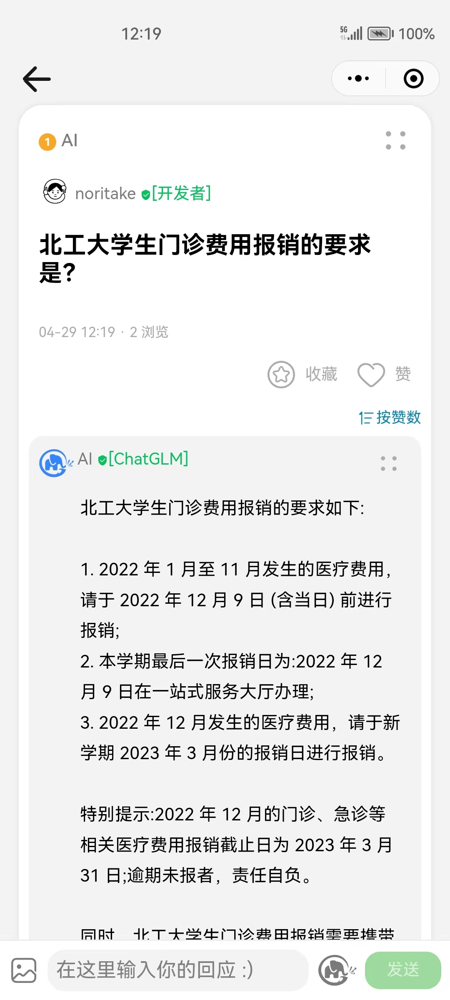 12:19
5G
100%
1 AI
noritake [开发者]
北工大学生门诊费用报销的要求
是?
04-29 12:19 · 2 浏览
收藏
赞
按赞数
AI [ChatGLM]
北工大学生门诊费用报销的要求如下:
1. 2022 年 1 月至 11 月发生的医疗费用,
请于 2022 年 12 月 9 日 (含当日) 前进行
报销;
2. 本学期最后一次报销日为:2022 年 12
月 9 日在一站式服务大厅办理;
3. 2022 年 12 月发生的医疗费用，请于新
学期 2023 年 3 月份的报销日进行报销。
特别提示:2022 年 12 月的门诊、急诊等
相关医疗费用报销截止日为 2023 年 3 月
31 日;逾期未报者，责任自负。
同时，北工大学生门诊费用报销需要携带
在这里输入你的回应 :)
发送